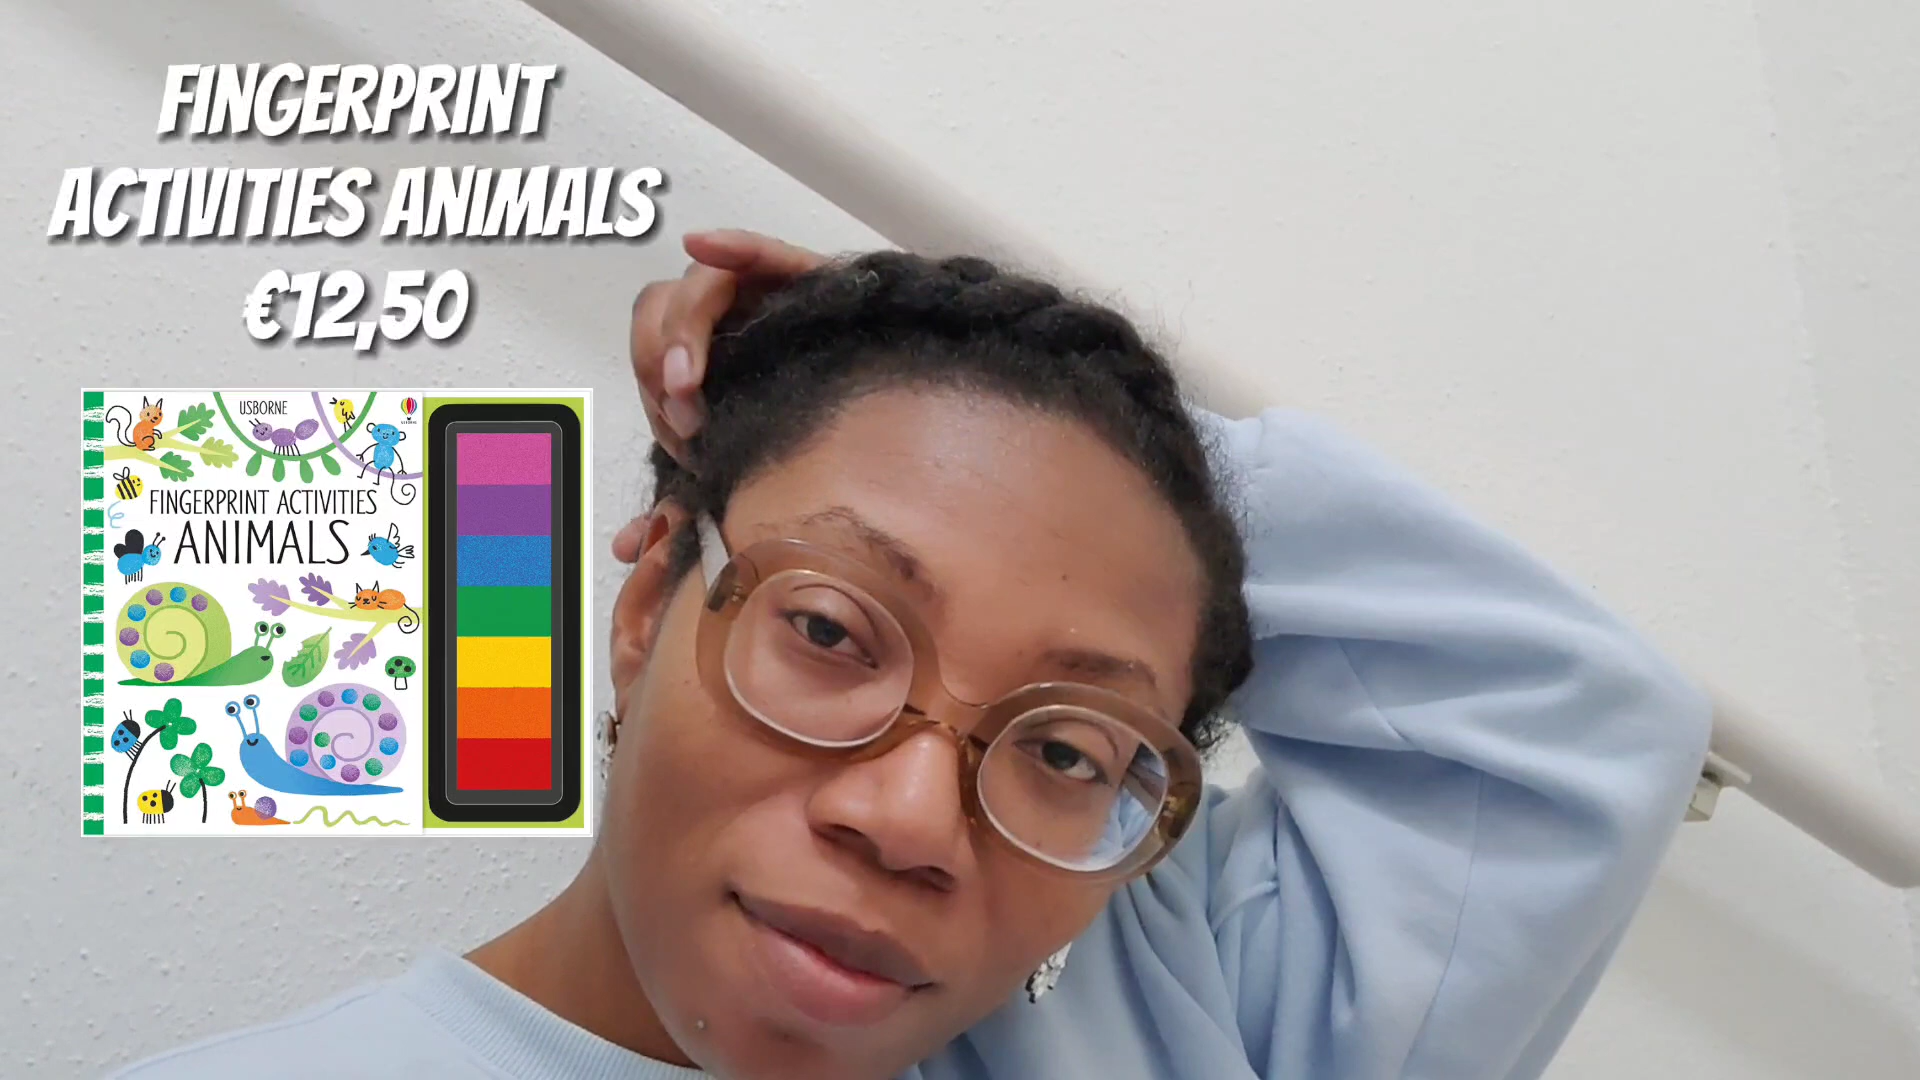 FINGERPRINT
ACTIVITIES ANIMALS
€12,50
USBORNE
FINGERPRINT ACTIVITIES
ANIMALS